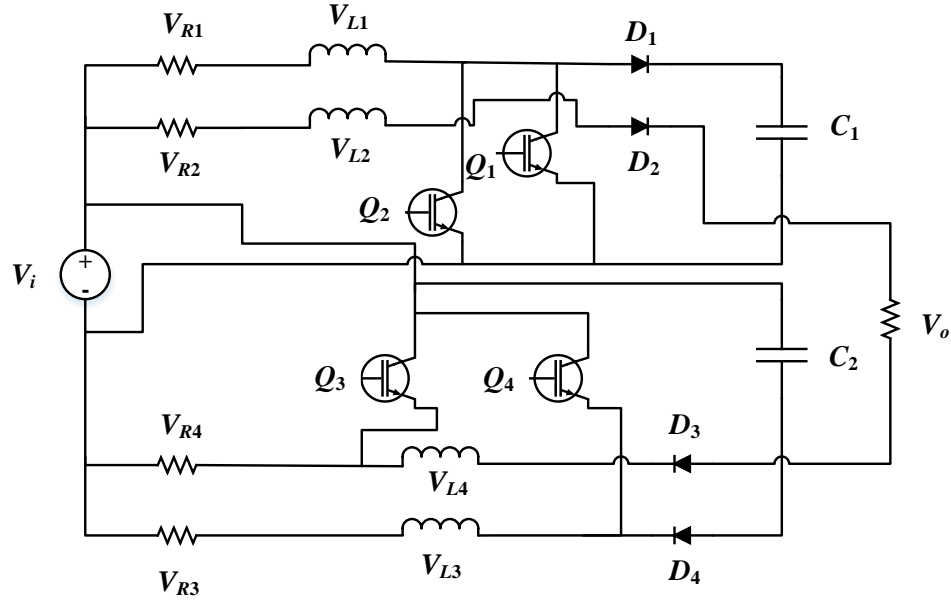 V_R1
V_L1
D_1
V_R2
V_L2
D_2
C_1
Q_1
Q_2
V_i
+
-
V_o
C_2
Q_3
Q_4
V_R4
D_3
V_L4
V_R3
V_L3
D_4